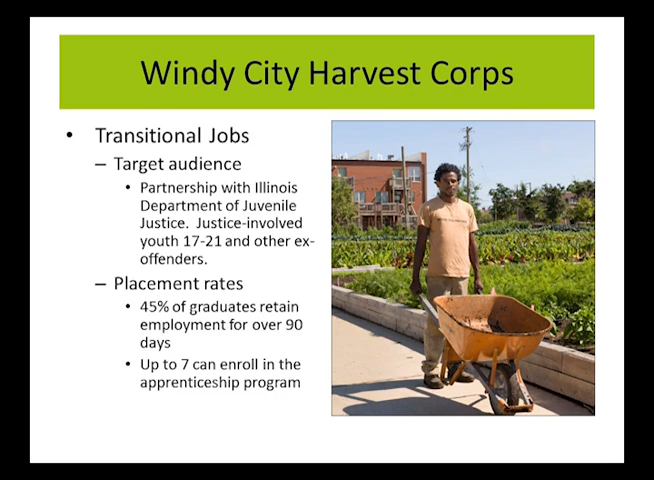 Windy City Harvest Corps
• Transitional Jobs
– Target audience
• Partnership with Illinois
Department of Juvenile
Justice. Justice-involved
youth 17-21 and other ex-
offenders.
– Placement rates
• 45% of graduates retain
employment for over 90
days
• Up to 7 can enroll in the
apprenticeship program